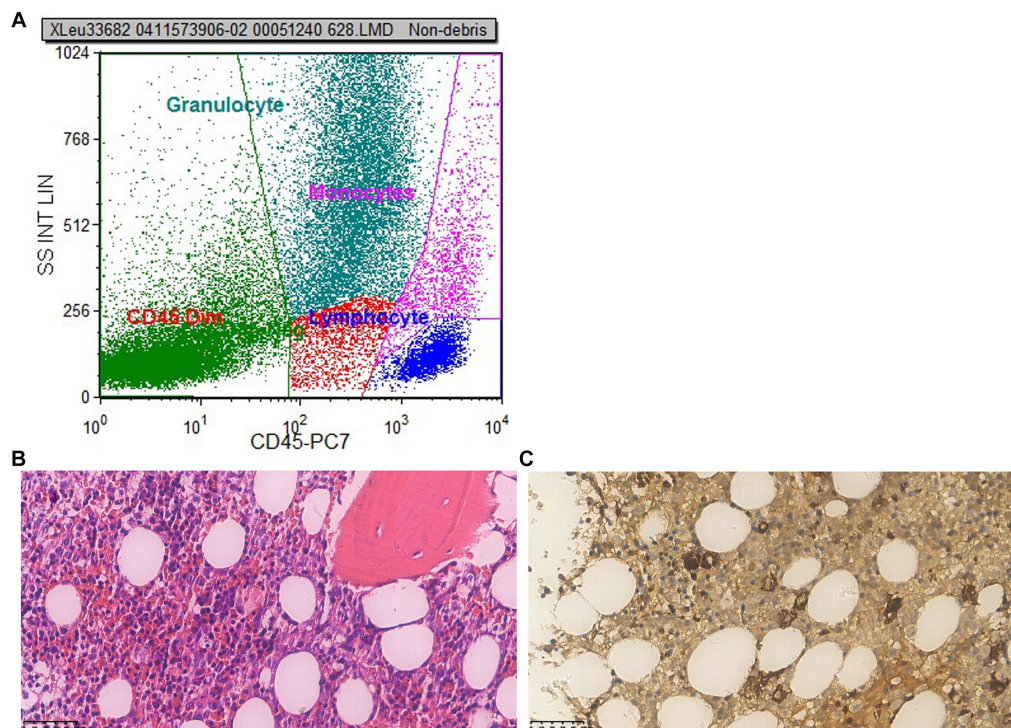 A
XLeu33682 0411573906-02 00051240 628.LMD Non-debris
1024
Granulocyte
768
Monocytes
SS INT LIN
512
256
CD45 Dim
Lymphocyte
0
10^0 10^1 10^2 10^3 10^4
CD45-PC7
B
C